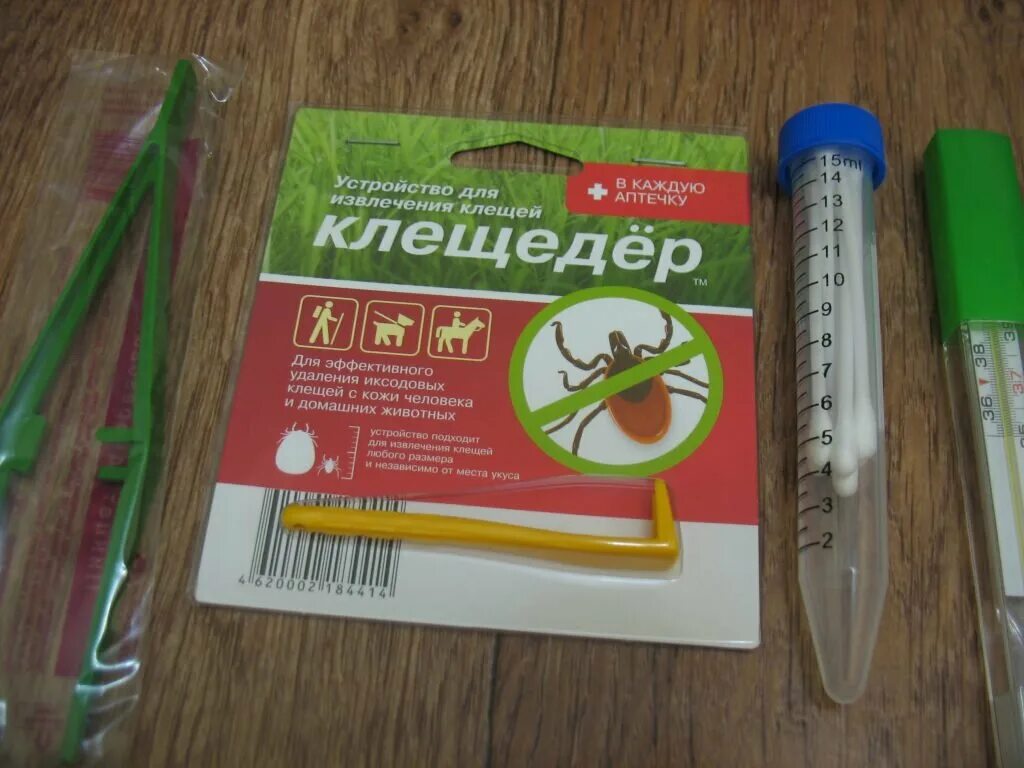 Устройство для
извлечения клещей
клещедёр
TM
В КАЖДУЮ
АПТЕЧКУ
Для эффективного
удаления иксодовых
клещей с кожи человека
и домашних животных
устройство подходит
для извлечения клещей
любого размера
и независимо от места укуса
4 620002 184414
15ml
14
13
12
11
10
9
8
7
6
5
4
3
2
36 37 38